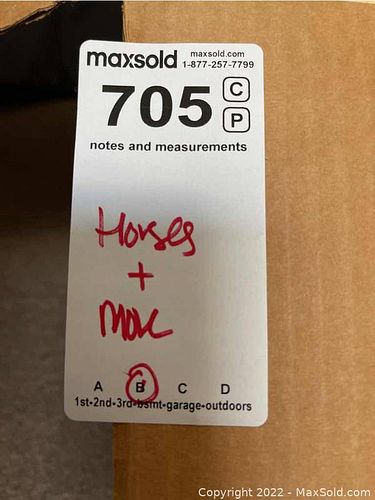 maxsold maxsold.com
1-877-257-7799
705 C
P
notes and measurements
Horses
+
More
A B C D
1st-2nd-3rd-bsmt-garage-outdoors
Copyright © 2022 - MaxSold.com